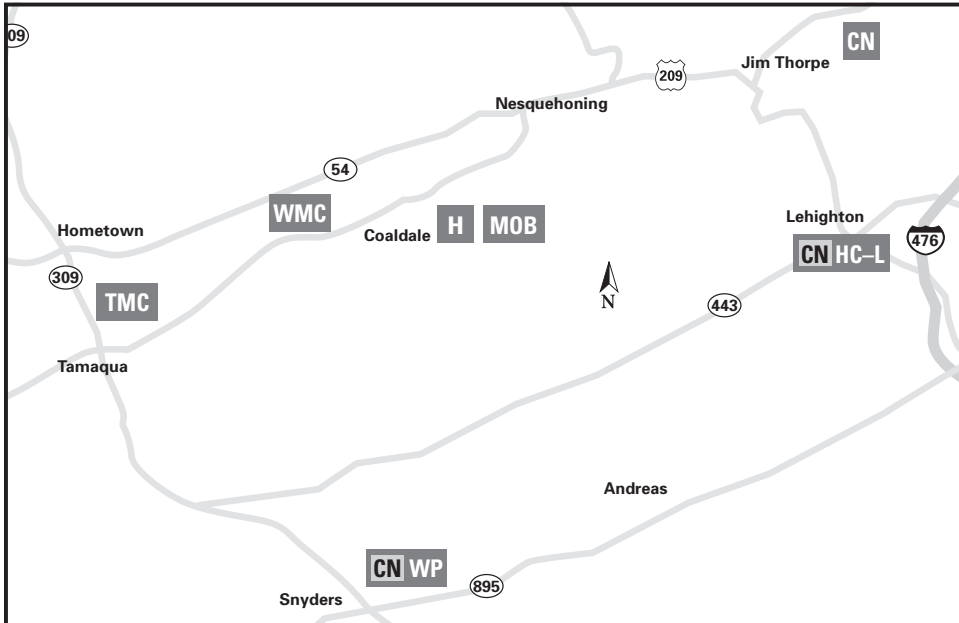 09
CN
Jim Thorpe
209
Nesquehoning
54
WMC
H MOB
Coaldale
Lehighton
Hometown
476
CN HC–L
309
TMC
N
443
Tamaqua
Andreas
CN WP
895
Snyders